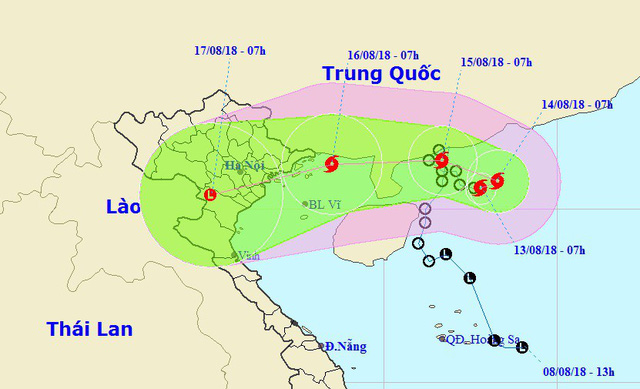 17/08/18 - 07h
16/08/18 - 07h
15/08/18 - 07h
Trung Quốc
14/08/18 - 07h
Hà Nội
L
BL Vĩ
Lào
Vinh
13/08/18 - 07h
L
L
Thái Lan
QĐ. Hoàng Sa
L
L
Đ.Nẵng
08/08/18 - 13h